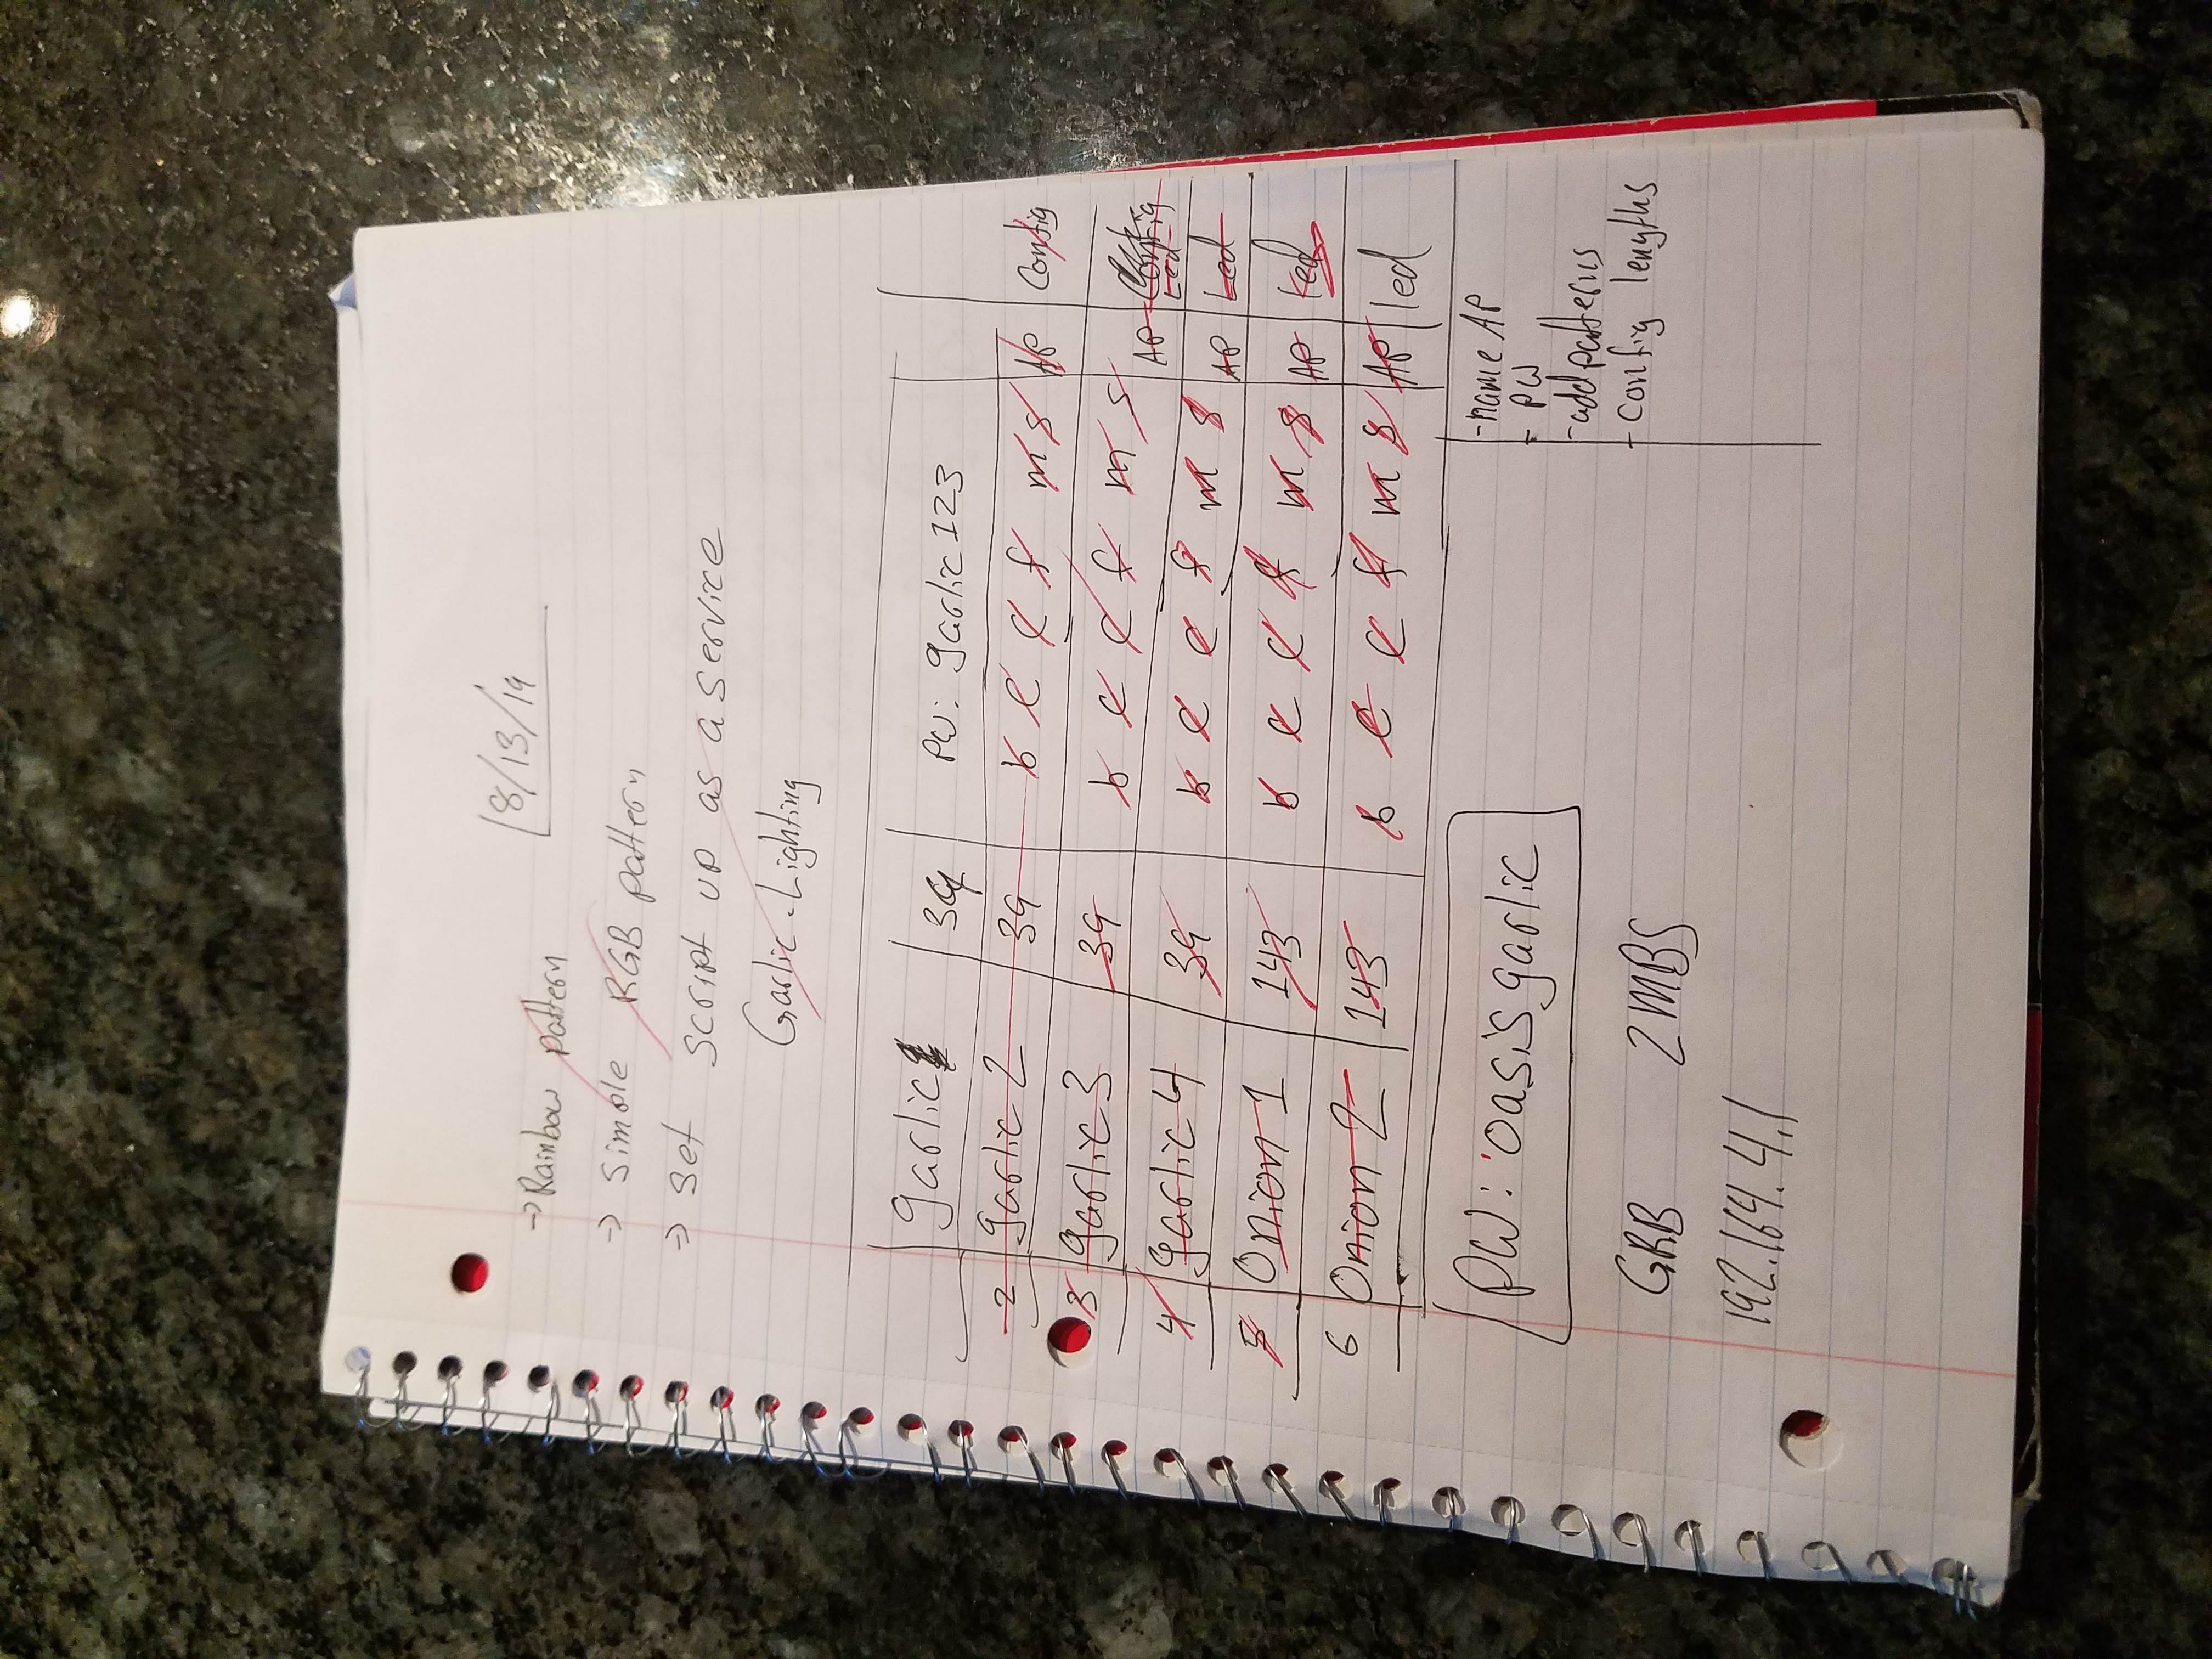 8/13/19
→ Rainbow pattern
→ Simple RGB pattern
→ Set script up as a service
Garlic.Lighting
garlic 39 PW: garlic123
2 garlic 2 39 b e c f m s AP Config
3 garlic 3 39 b c c f m s AP Config Led
4 garlic 4 39 b c c f m s AP Led
5 Onion 1 143 b c c f m s AP Led
6 Onion 2 143 b c c f m s AP led
PW: oasisgarlic
- name AP
- PW
- add patterns
- Config lengths
GRB 2MBS
192.164.4.1